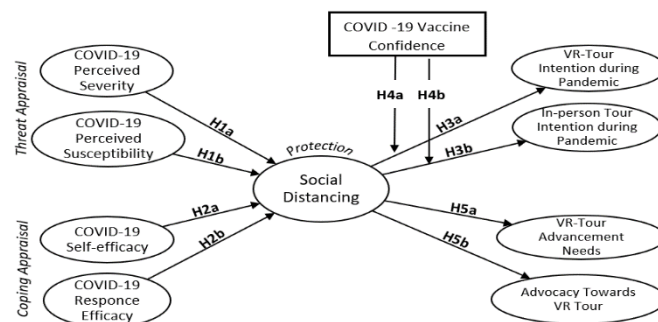 COVID -19 Vaccine
Confidence
H4a
H4b
Threat Appraisal
COVID-19
Perceived
Severity
H1a
COVID-19
Perceived
Susceptibility
H1b
Coping Appraisal
COVID-19
Self-efficacy
H2a
COVID-19
Responce
Efficacy
H2b
Protection
Social
Distancing
H3a
VR-Tour
Intention during
Pandemic
H3b
In-person Tour
Intention during
Pandemic
H5a
VR-Tour
Advancement
Needs
H5b
Advocacy Towards
VR Tour